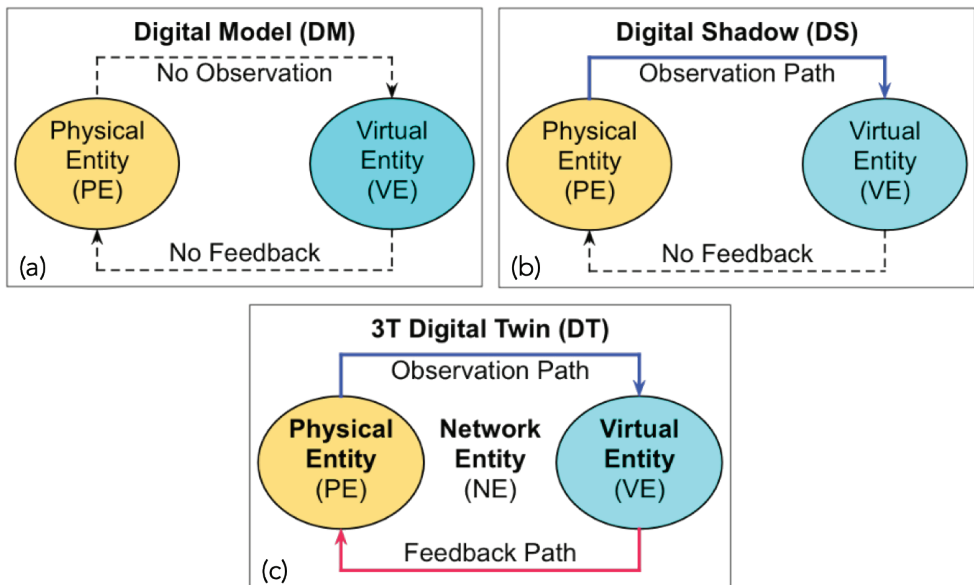 Digital Model (DM)
No Observation
Physical
Entity
(PE)
Virtual
Entity
(VE)
No Feedback
(a)
Digital Shadow (DS)
Observation Path
Physical
Entity
(PE)
Virtual
Entity
(VE)
No Feedback
(b)
3T Digital Twin (DT)
Observation Path
Physical
Entity
(PE)
Network
Entity
(NE)
Virtual
Entity
(VE)
Feedback Path
(c)